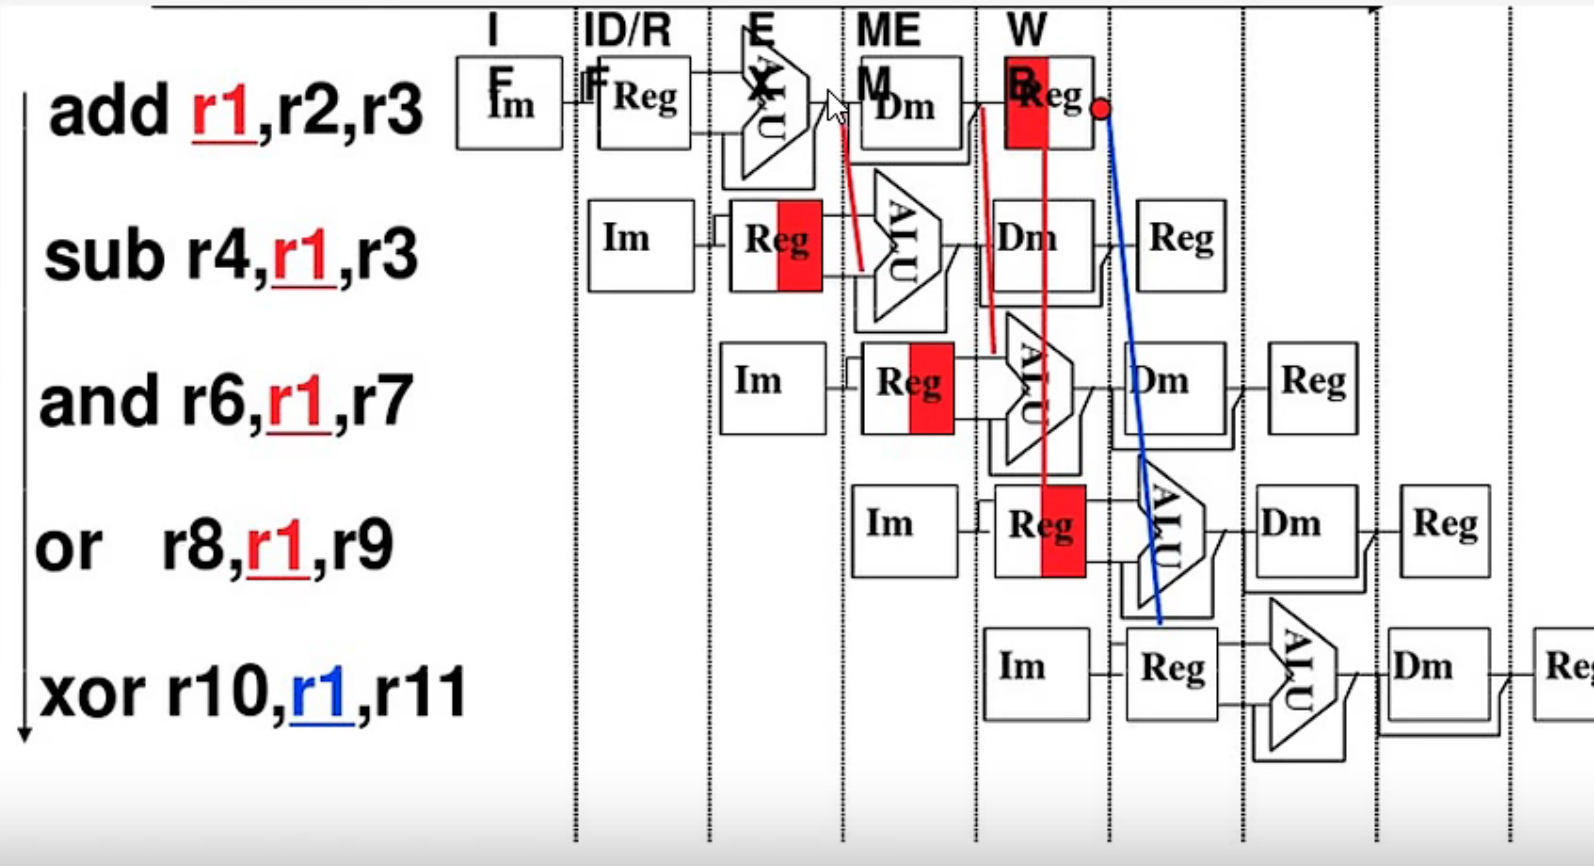 IF ID/RF EX MEM WB
add r1,r2,r3 Im Reg ALU Dm Reg
sub r4,r1,r3 Im Reg ALU Dm Reg
and r6,r1,r7 Im Reg ALU Dm Reg
or r8,r1,r9 Im Reg ALU Dm Reg
xor r10,r1,r11 Im Reg ALU Dm Reg